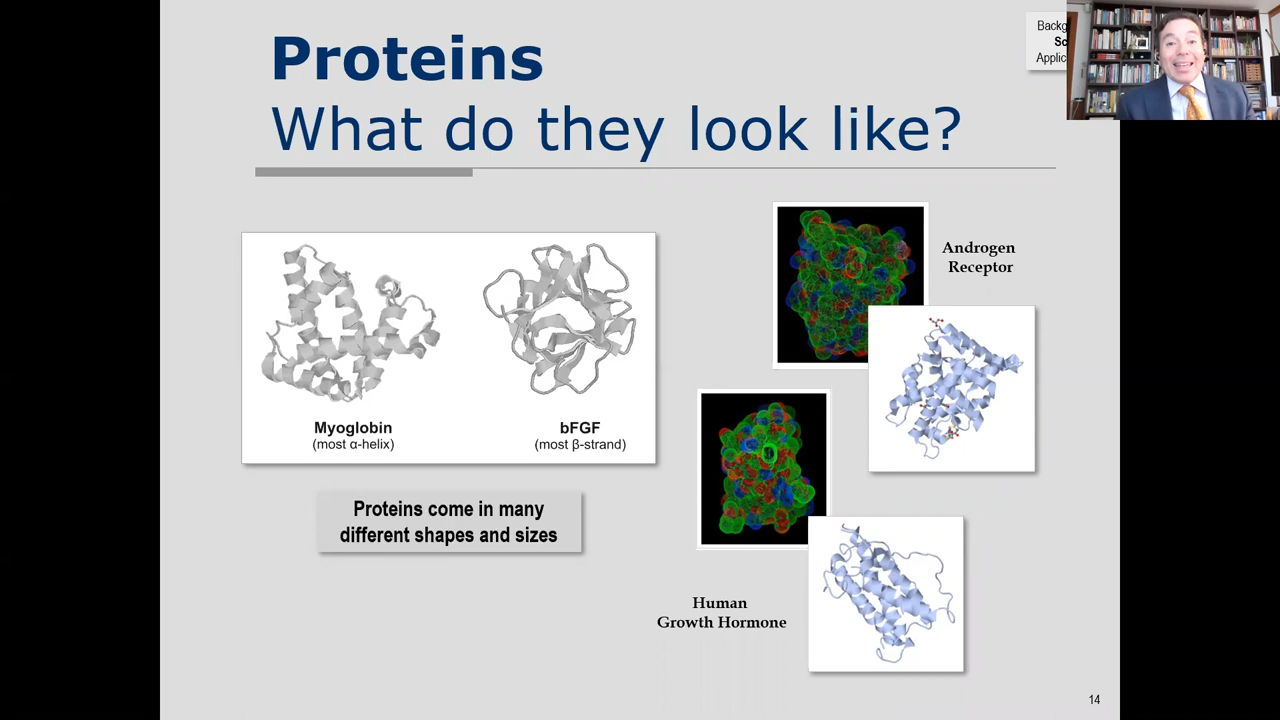 Proteins
What do they look like?
Androgen
Receptor
Myoglobin
(most α-helix)
bFGF
(most β-strand)
Proteins come in many
different shapes and sizes
Human
Growth Hormone
14